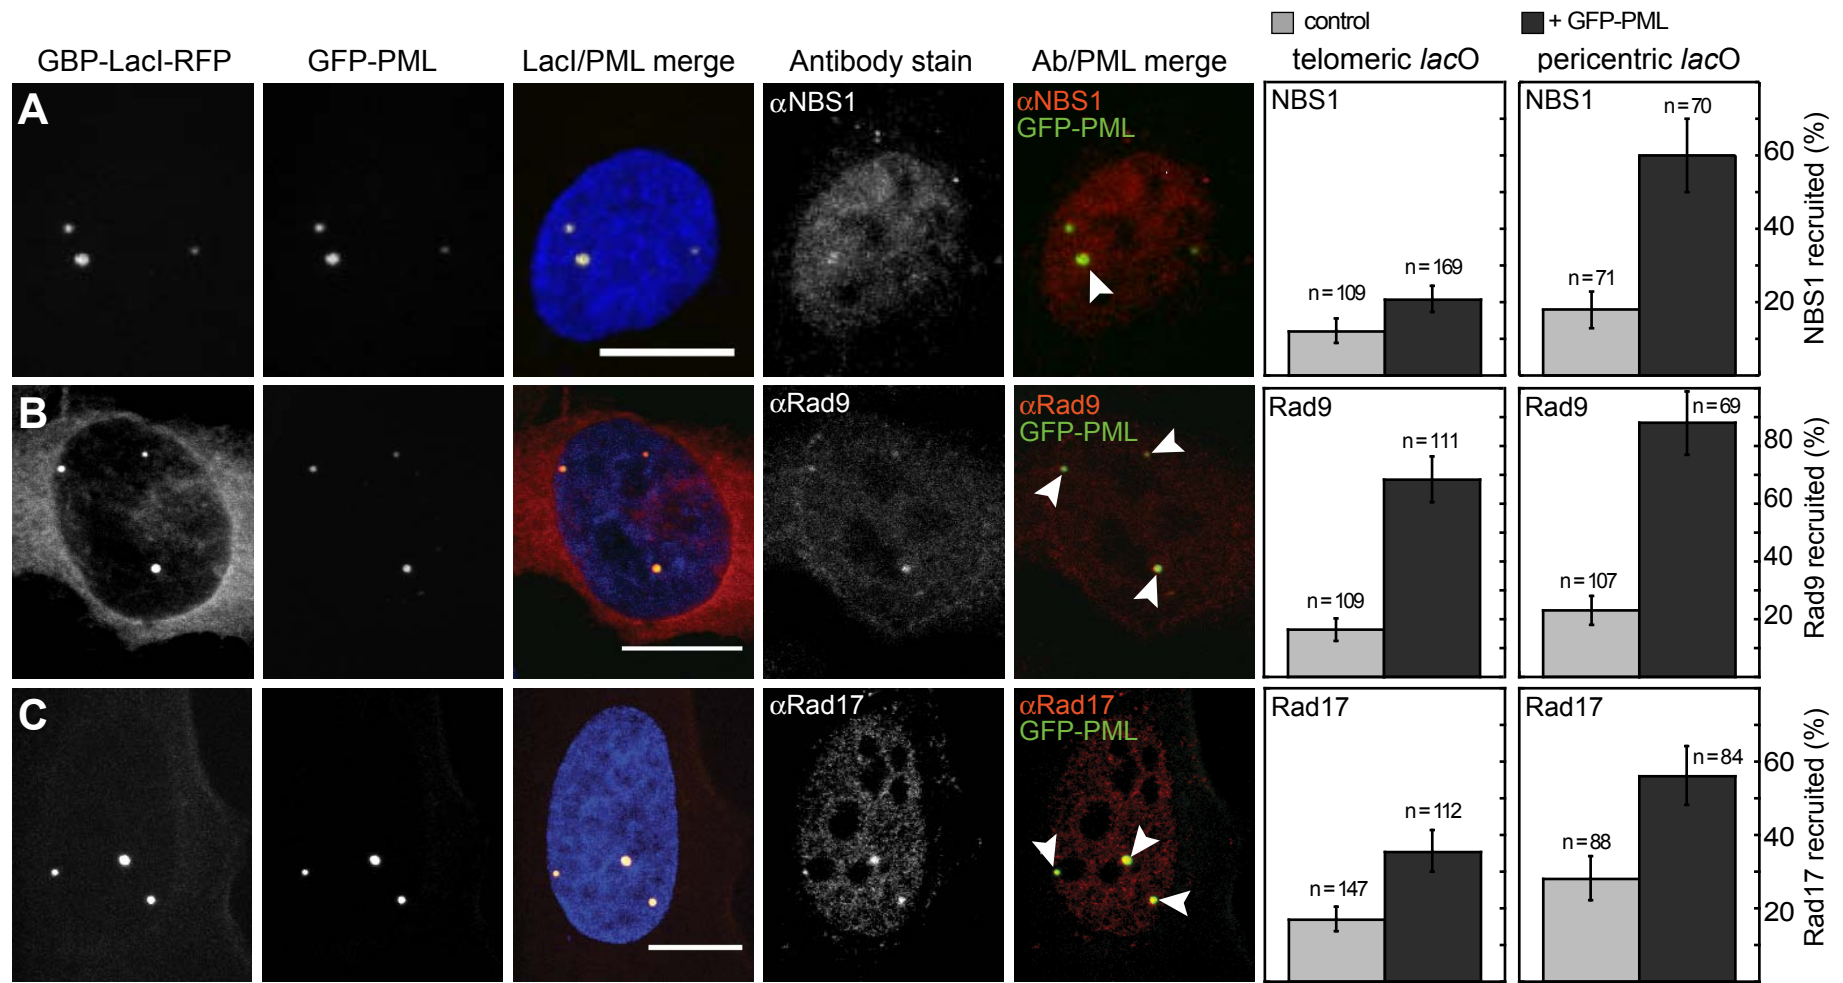 control
+ GFP-PML
GBP-LacI-RFP
GFP-PML
LacI/PML merge
Antibody stain
Ab/PML merge
telomeric lacO
pericentric lacO
A
αNBS1
αNBS1
GFP-PML
NBS1
n=109
n=169
NBS1
n=71
n=70
60
40
20
NBS1 recruited (%)
B
αRad9
αRad9
GFP-PML
Rad9
n=109
n=111
Rad9
n=107
n=69
80
60
40
20
Rad9 recruited (%)
C
αRad17
αRad17
GFP-PML
Rad17
n=147
n=112
Rad17
n=88
n=84
60
40
20
Rad17 recruited (%)